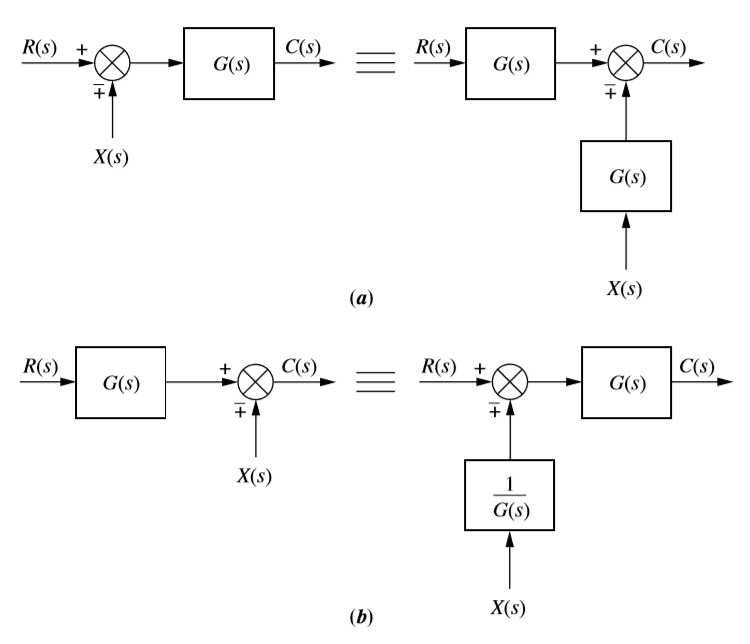 R(s) + G(s) C(s) ≡ R(s) G(s) + C(s)
∓ ∓
X(s)
G(s)
X(s)
(a)
R(s) G(s) + C(s) ≡ R(s) + G(s) C(s)
∓ ∓
X(s)
1
G(s)
X(s)
(b)